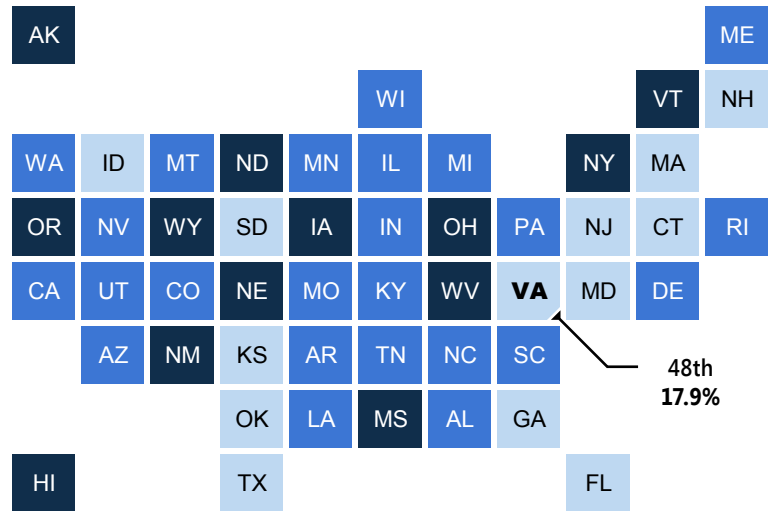 AK ME
WI VT NH
WA ID MT ND MN IL MI NY MA
OR NV WY SD IA IN OH PA NJ CT RI
CA UT CO NE MO KY WV VA MD DE
AZ NM KS AR TN NC SC
48th
17.9%
OK LA MS AL GA
HI TX FL